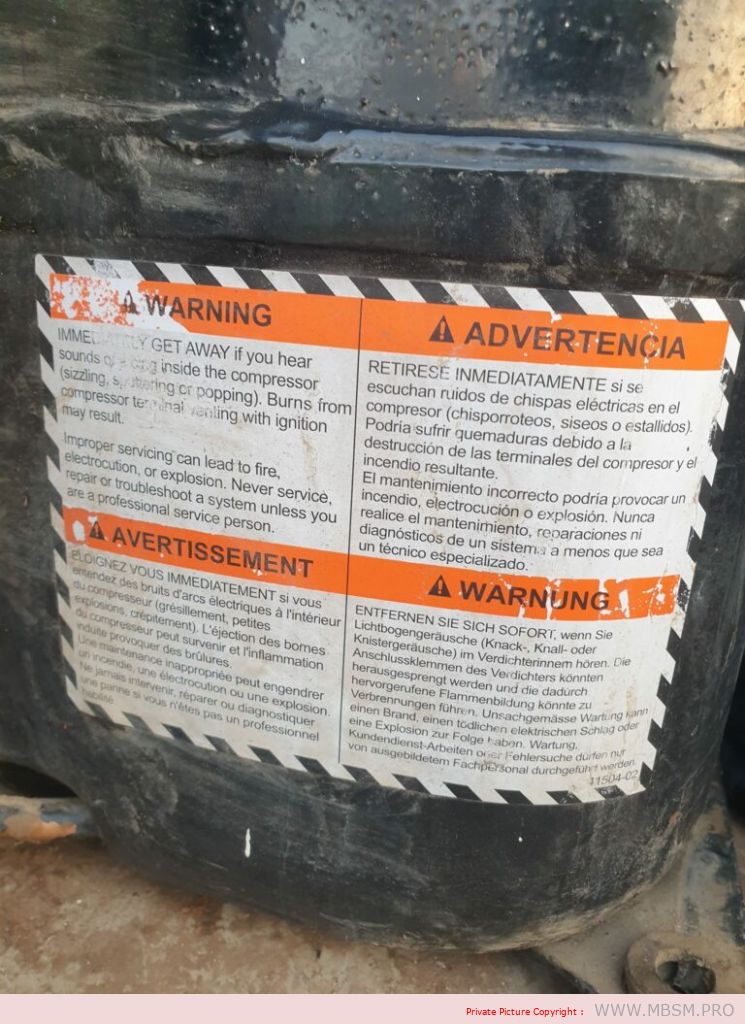 WARNING
IMMEDIATELY GET AWAY if you hear
sounds of inside the compressor
(sizzling, sputtering or popping). Burns from
compressor terminal venting with ignition
may result.
Improper servicing can lead to fire,
electrocution, or explosion. Never service,
repair or troubleshoot a system unless you
are a professional service person.
ADVERTENCIA
RETIRESE INMEDIATAMENTE si se
escuchan ruidos de chispas eléctricas en el
compresor (chisporroteos, siseos o estallidos).
Podría sufrir quemaduras debido a la
destrucción de las terminales del compresor y el
incendio resultante.
El mantenimiento incorrecto podría provocar un
incendio, electrocución o explosión. Nunca
realice el mantenimiento, reparaciones ni
diagnósticos de un sistema a menos que sea
un técnico especializado.
AVERTISSEMENT
ELOIGNEZ VOUS IMMEDIATEMENT si vous
entendez des bruits d'arcs électriques à l'intérieur
du compresseur (grésillement, petites
explosions, crépitement). L'éjection des bornes
du compresseur peut survenir et l'inflammation
induite provoquer des brûlures.
Une maintenance inappropriée peut engendrer
un incendie, une électrocution ou une explosion.
Ne jamais intervenir, réparer ou diagnostiquer
une panne si vous n'êtes pas un professionnel
habilité
WARNUNG
ENTFERNEN SIE SICH SOFORT, wenn Sie
Lichtbogengeräusche (Knack-, Knall- oder
Knistergeräusche) im Verdichterinnern hören. Die
Anschlussklemmen des Verdichters könnten
herausgesprengt werden und die dadurch
hervorgerufene Flammenbildung könnte zu
Verbrennungen führen. Unsachgemässe Wartung kann
einen Brand, einen tödlichen elektrischen Schlag oder
eine Explosion zur Folge haben. Wartung,
Kundendienst-Arbeiten oder Fehlersuche dürfen nur
von ausgebildetem Fachpersonal durchgeführt werden.
11504-02
Private Picture Copyright : WWW.MBSM.PRO